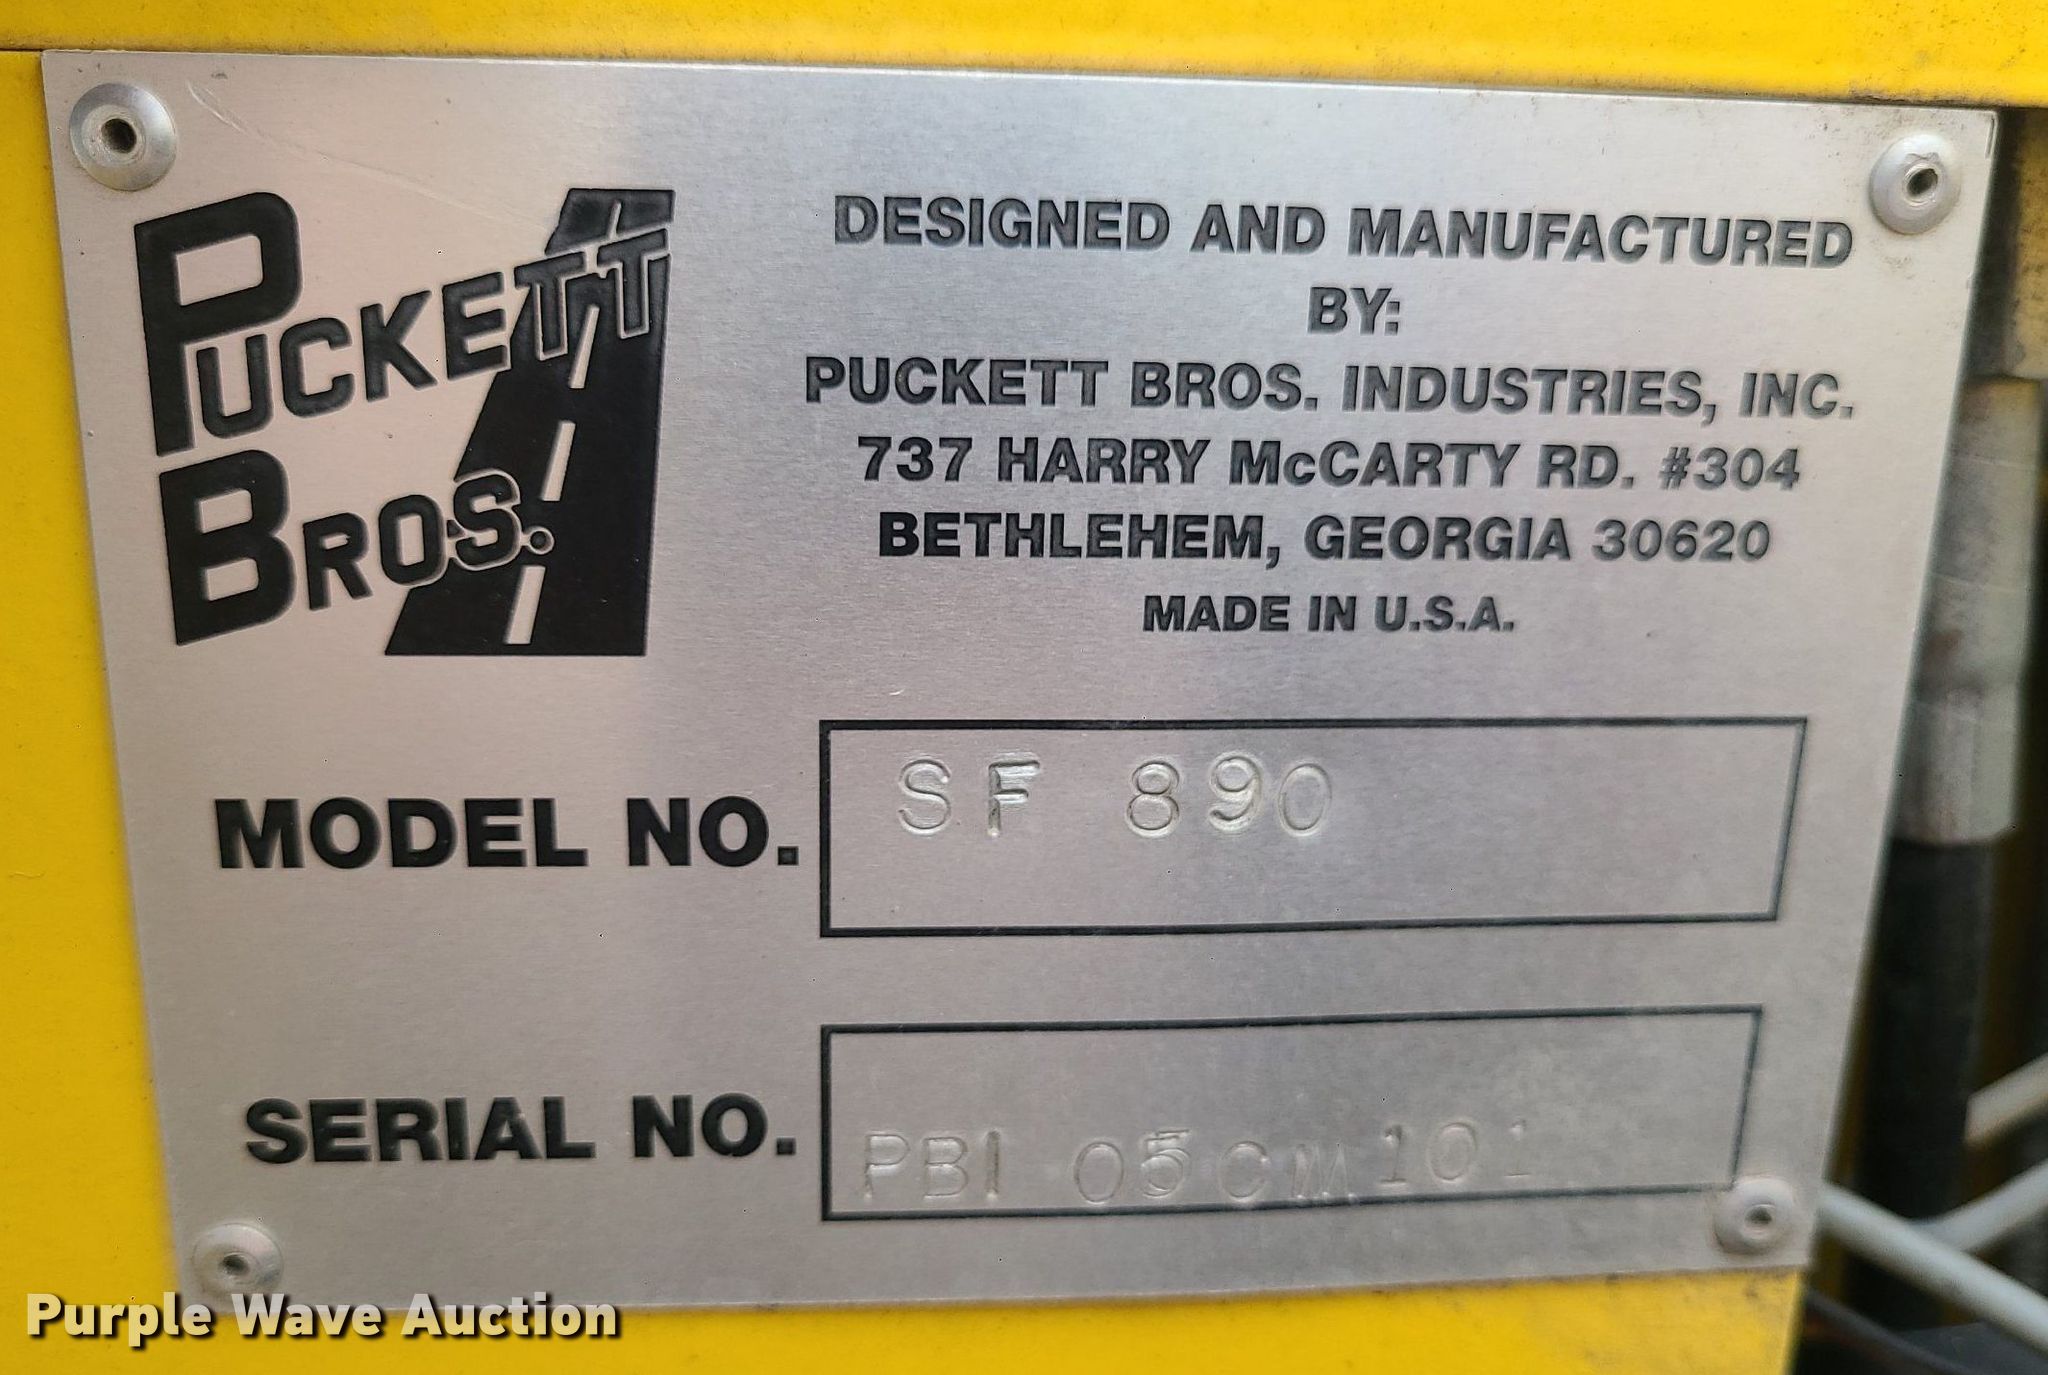 PUCKETT
BROS.
DESIGNED AND MANUFACTURED
BY:
PUCKETT BROS. INDUSTRIES, INC.
737 HARRY McCARTY RD. #304
BETHLEHEM, GEORGIA 30620
MADE IN U.S.A.
MODEL NO. SF 890
SERIAL NO. PBI 05CM101
Purple Wave Auction